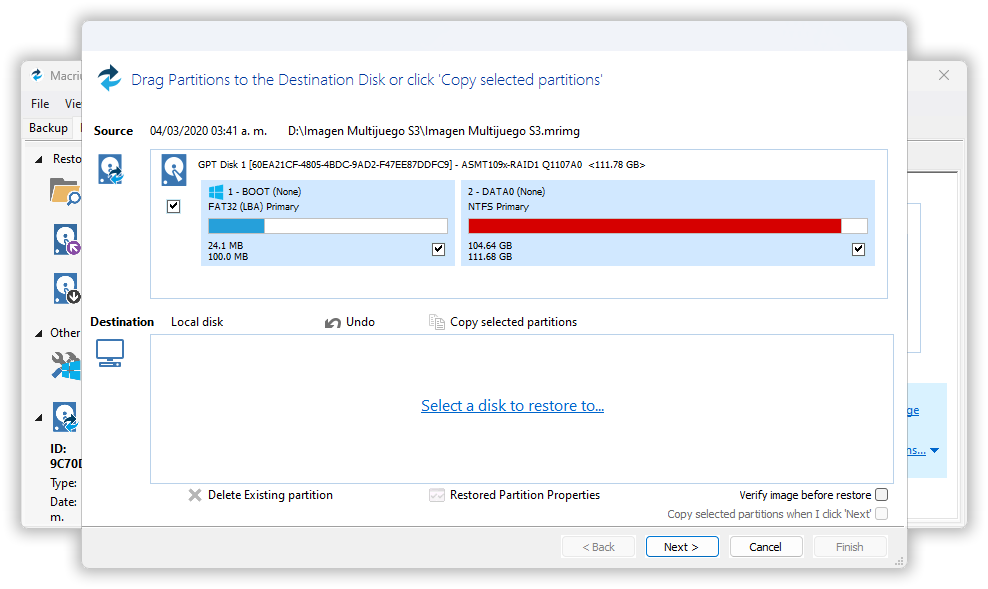 Macri
Drag Partitions to the Destination Disk or click 'Copy selected partitions'
File Vie
Backup
Source 04/03/2020 03:41 a. m. D:\Imagen Multijuego S3\Imagen Multijuego S3.mrimg
Resto
GPT Disk 1 [60EA21CF-4805-4BDC-9AD2-F47EE87DDFC9] - ASMT109x-RAID1 Q1107A0 <111.78 GB>
1 - BOOT (None)
FAT32 (LBA) Primary
24.1 MB
100.0 MB
2 - DATA0 (None)
NTFS Primary
104.64 GB
111.68 GB
Destination Local disk Undo Copy selected partitions
Other
Select a disk to restore to...
ge
ID:
9C70D
ns...
Type:
Date:
m.
Delete Existing partition Restored Partition Properties Verify image before restore
Copy selected partitions when I click 'Next'
< Back Next > Cancel Finish